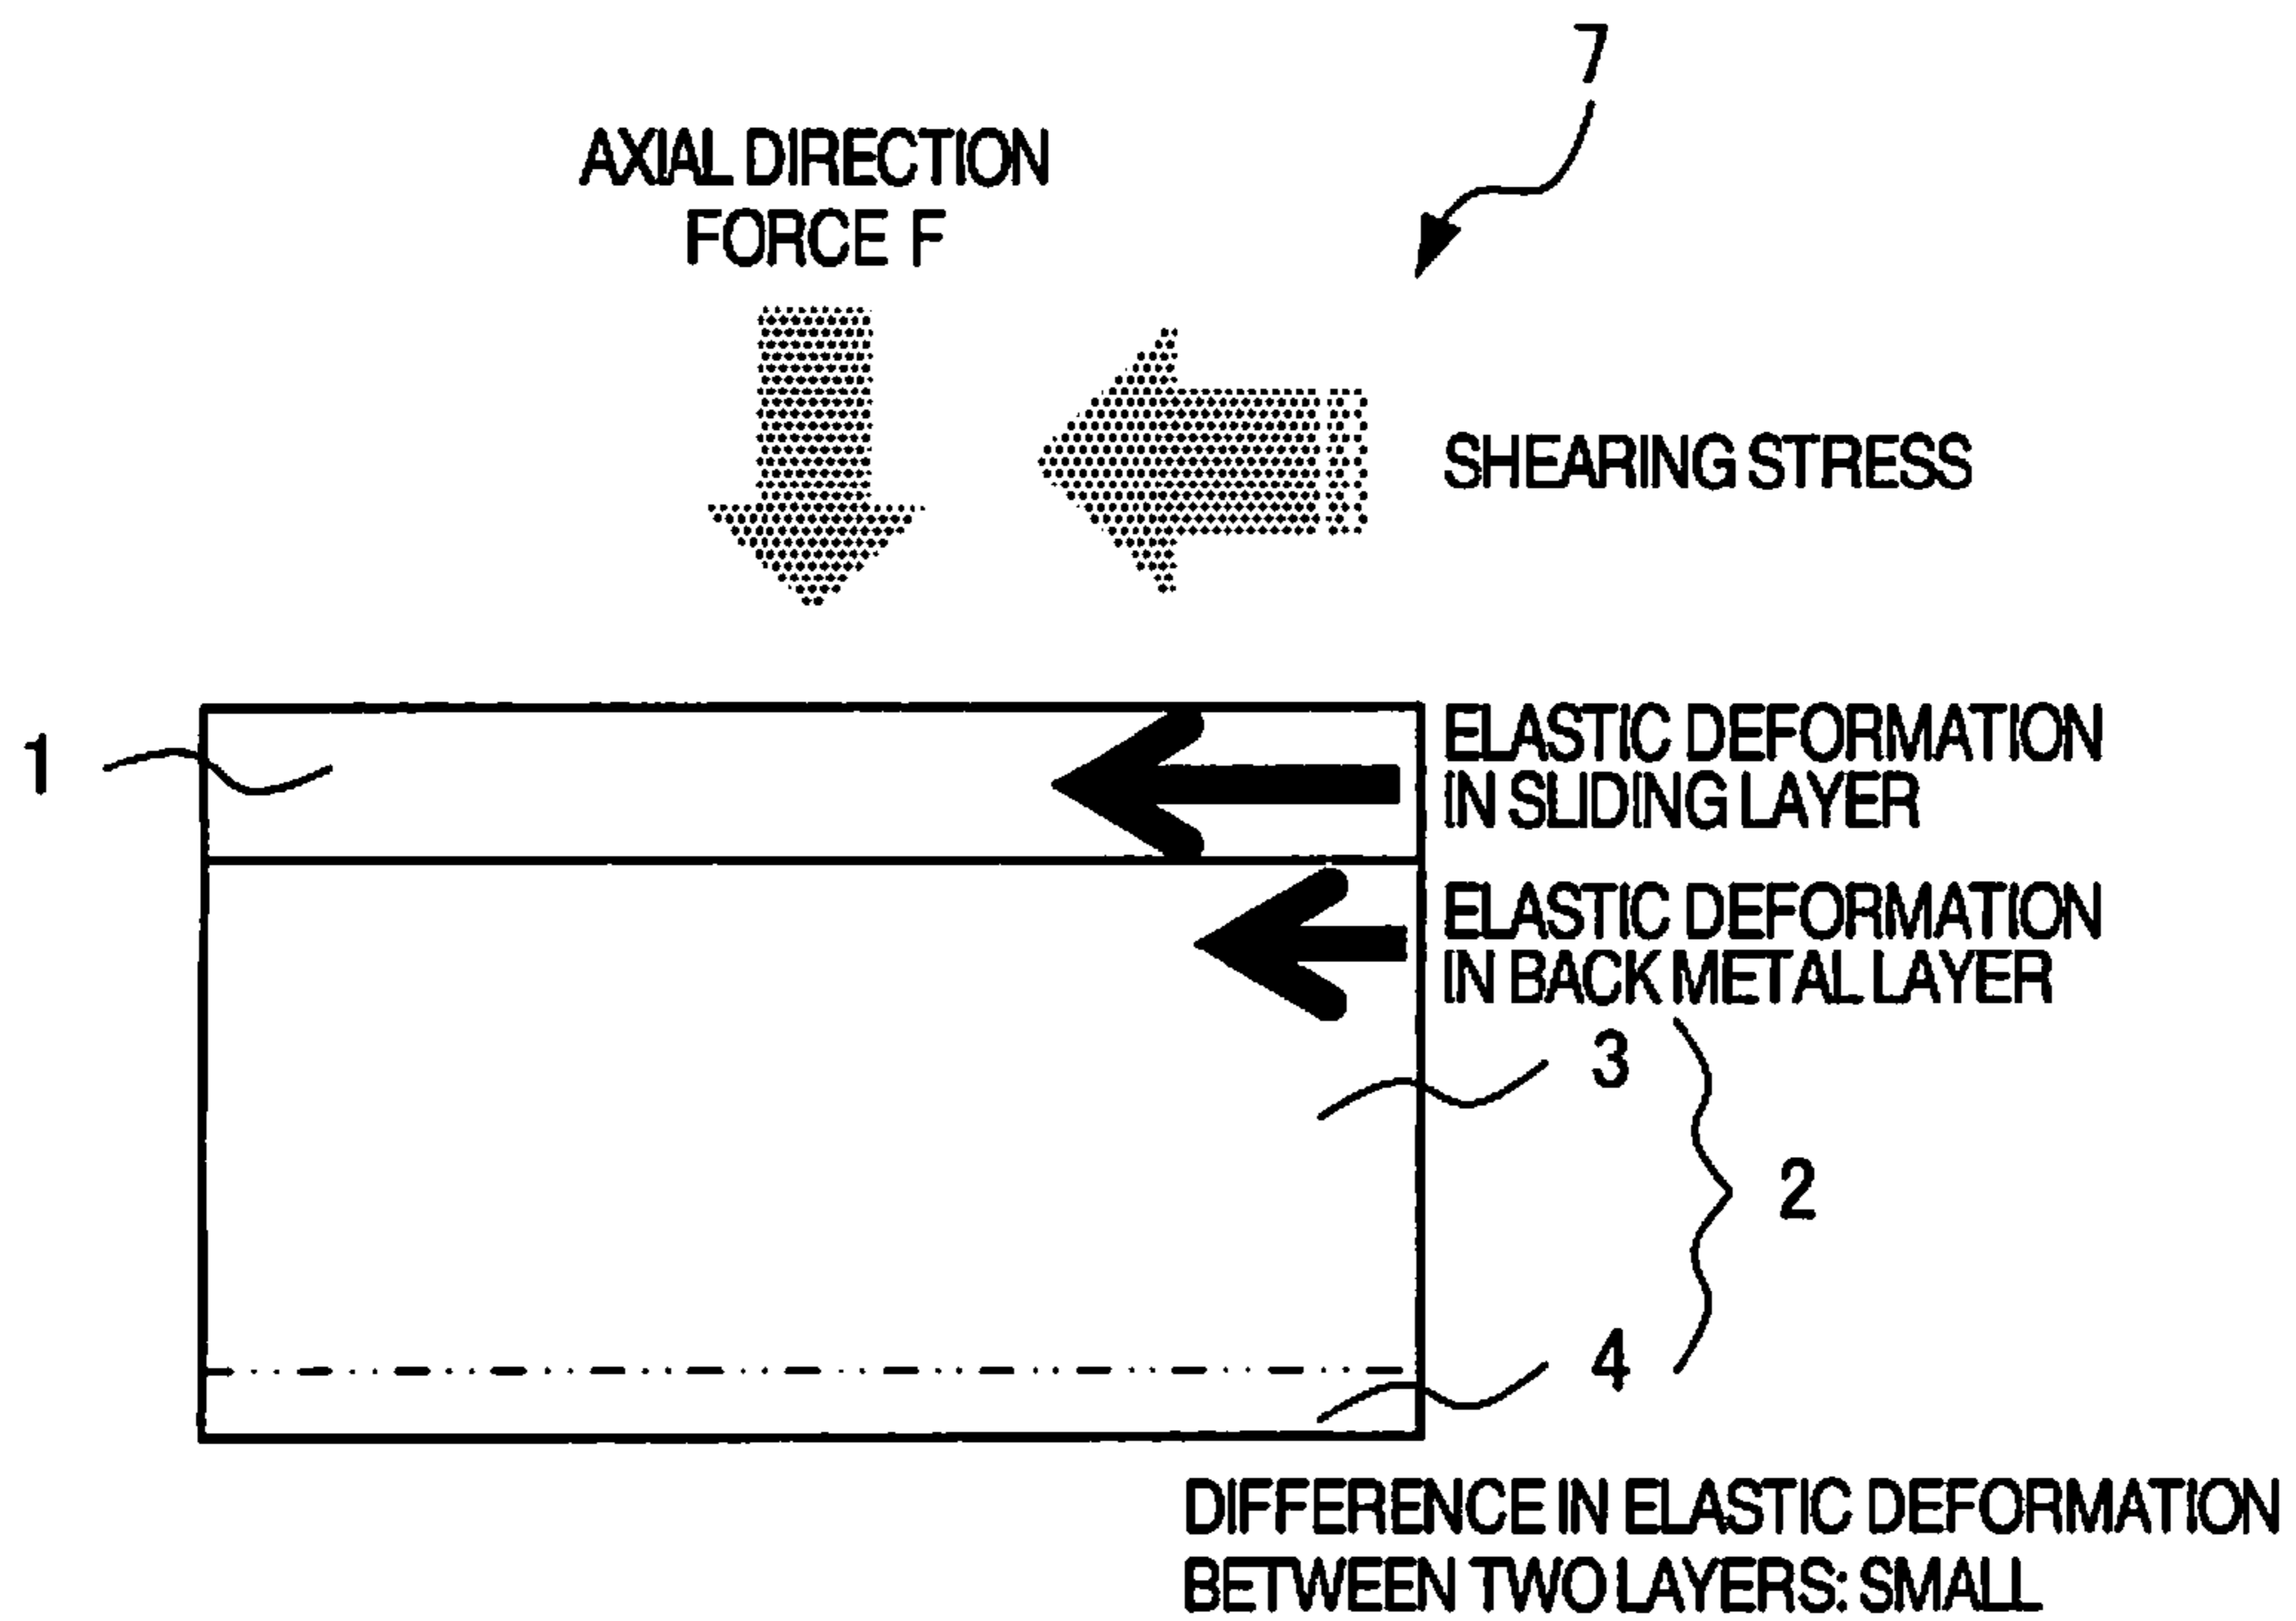 7
AXIAL DIRECTION
FORCE F
SHEARING STRESS
1
ELASTIC DEFORMATION
IN SLIDING LAYER
ELASTIC DEFORMATION
IN BACK METAL LAYER
3
2
4
DIFFERENCE IN ELASTIC DEFORMATION
BETWEEN TWO LAYERS: SMALL